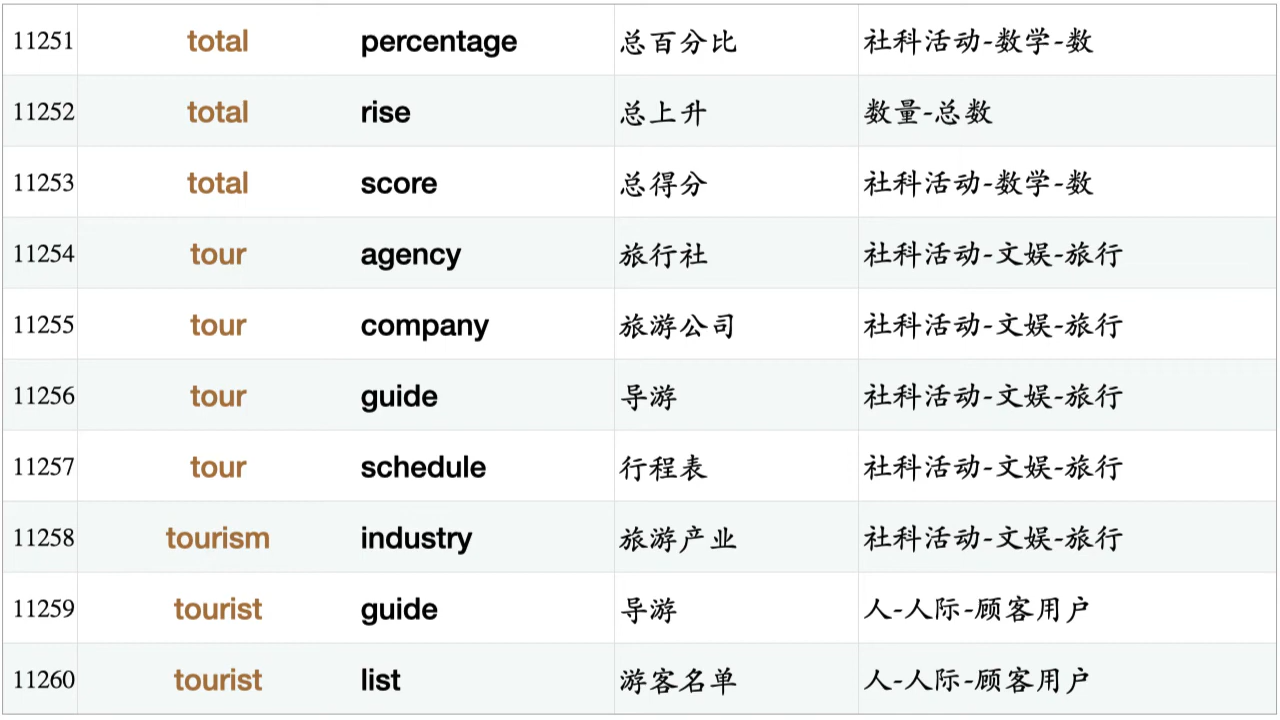 11251 total percentage 总百分比 社科活动-数学-数
11252 total rise 总上升 数量-总数
11253 total score 总得分 社科活动-数学-数
11254 tour agency 旅行社 社科活动-文娱-旅行
11255 tour company 旅游公司 社科活动-文娱-旅行
11256 tour guide 导游 社科活动-文娱-旅行
11257 tour schedule 行程表 社科活动-文娱-旅行
11258 tourism industry 旅游产业 社科活动-文娱-旅行
11259 tourist guide 导游 人-人际-顾客用户
11260 tourist list 游客名单 人-人际-顾客用户